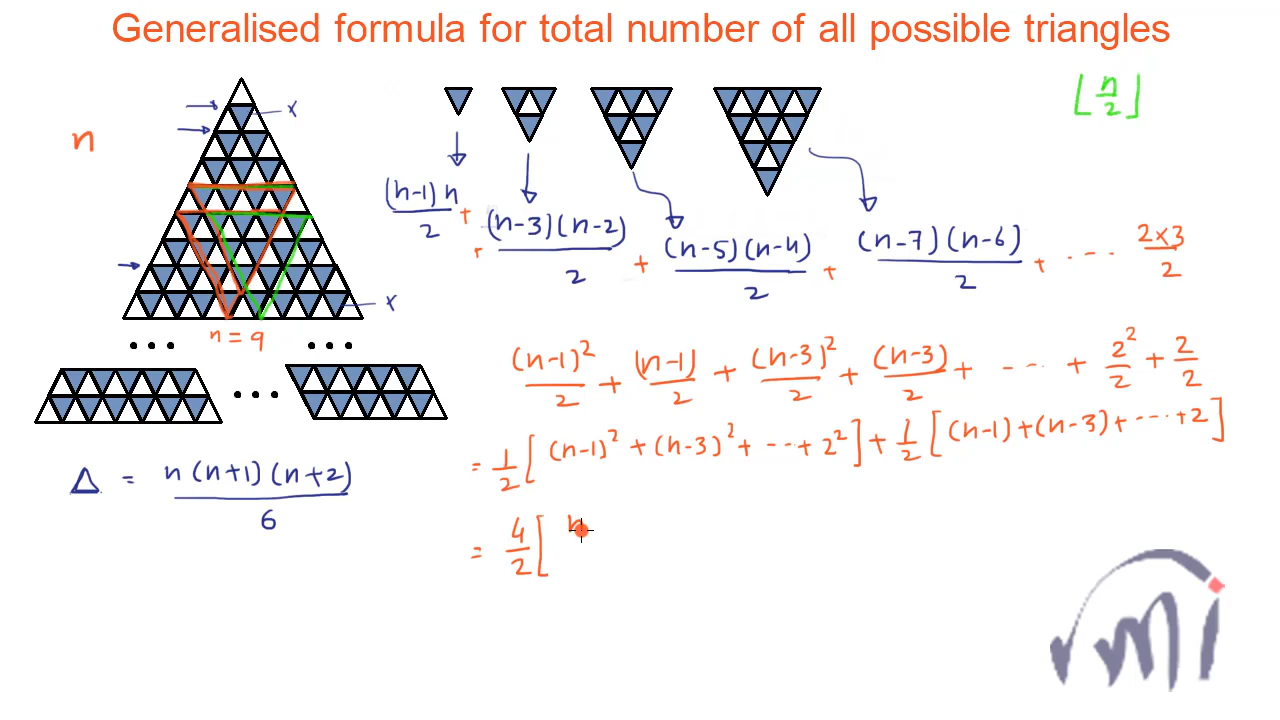 Generalised formula for total number of all possible triangles
⌊n/2⌋
x
n
(n-1) n / 2 + (n-3)(n-2) / 2 + (n-5)(n-4) / 2 + (n-7)(n-6) / 2 + ... 2×3 / 2
x
n = 9
... ...
(n-1)² / 2 + (n-1) / 2 + (n-3)² / 2 + (n-3) / 2 + ... + 2² / 2 + 2 / 2
...
= 1/2 [ (n-1)² + (n-3)² + ... + 2² ] + 1/2 [ (n-1) + (n-3) + ... + 2 ]
Δ = n (n+1) (n+2) / 6
= 4/2 [ n
rmi